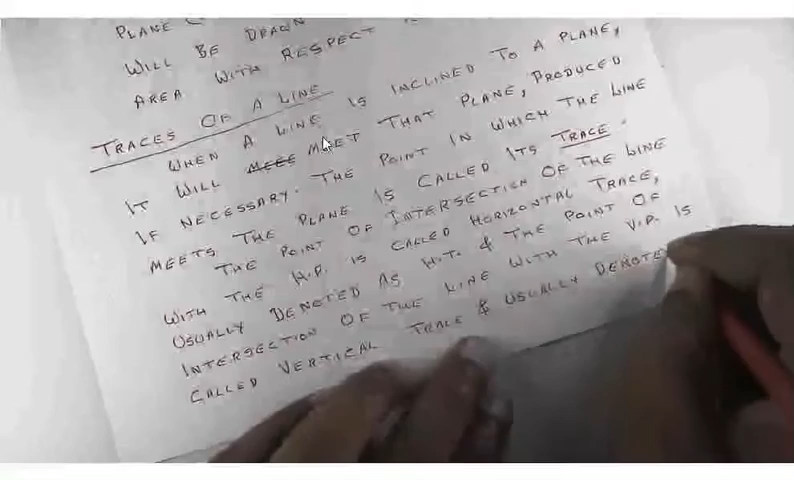 PLANE
WILL BE DRAWN
AREA WITH RESPECT
TRACES OF A LINE
WHEN A LINE IS INCLINED TO A PLANE,
IT WILL MEET THAT PLANE, PRODUCED
IF NECESSARY. THE POINT IN WHICH THE LINE
MEETS THE PLANE IS CALLED ITS TRACE.
THE POINT OF INTERSECTION OF THE LINE
WITH THE H.P. IS CALLED HORIZONTAL TRACE,
USUALLY DENOTED AS H.T. & THE POINT OF
INTERSECTION OF THE LINE WITH THE V.P. IS
CALLED VERTICAL TRACE & USUALLY DENOTE